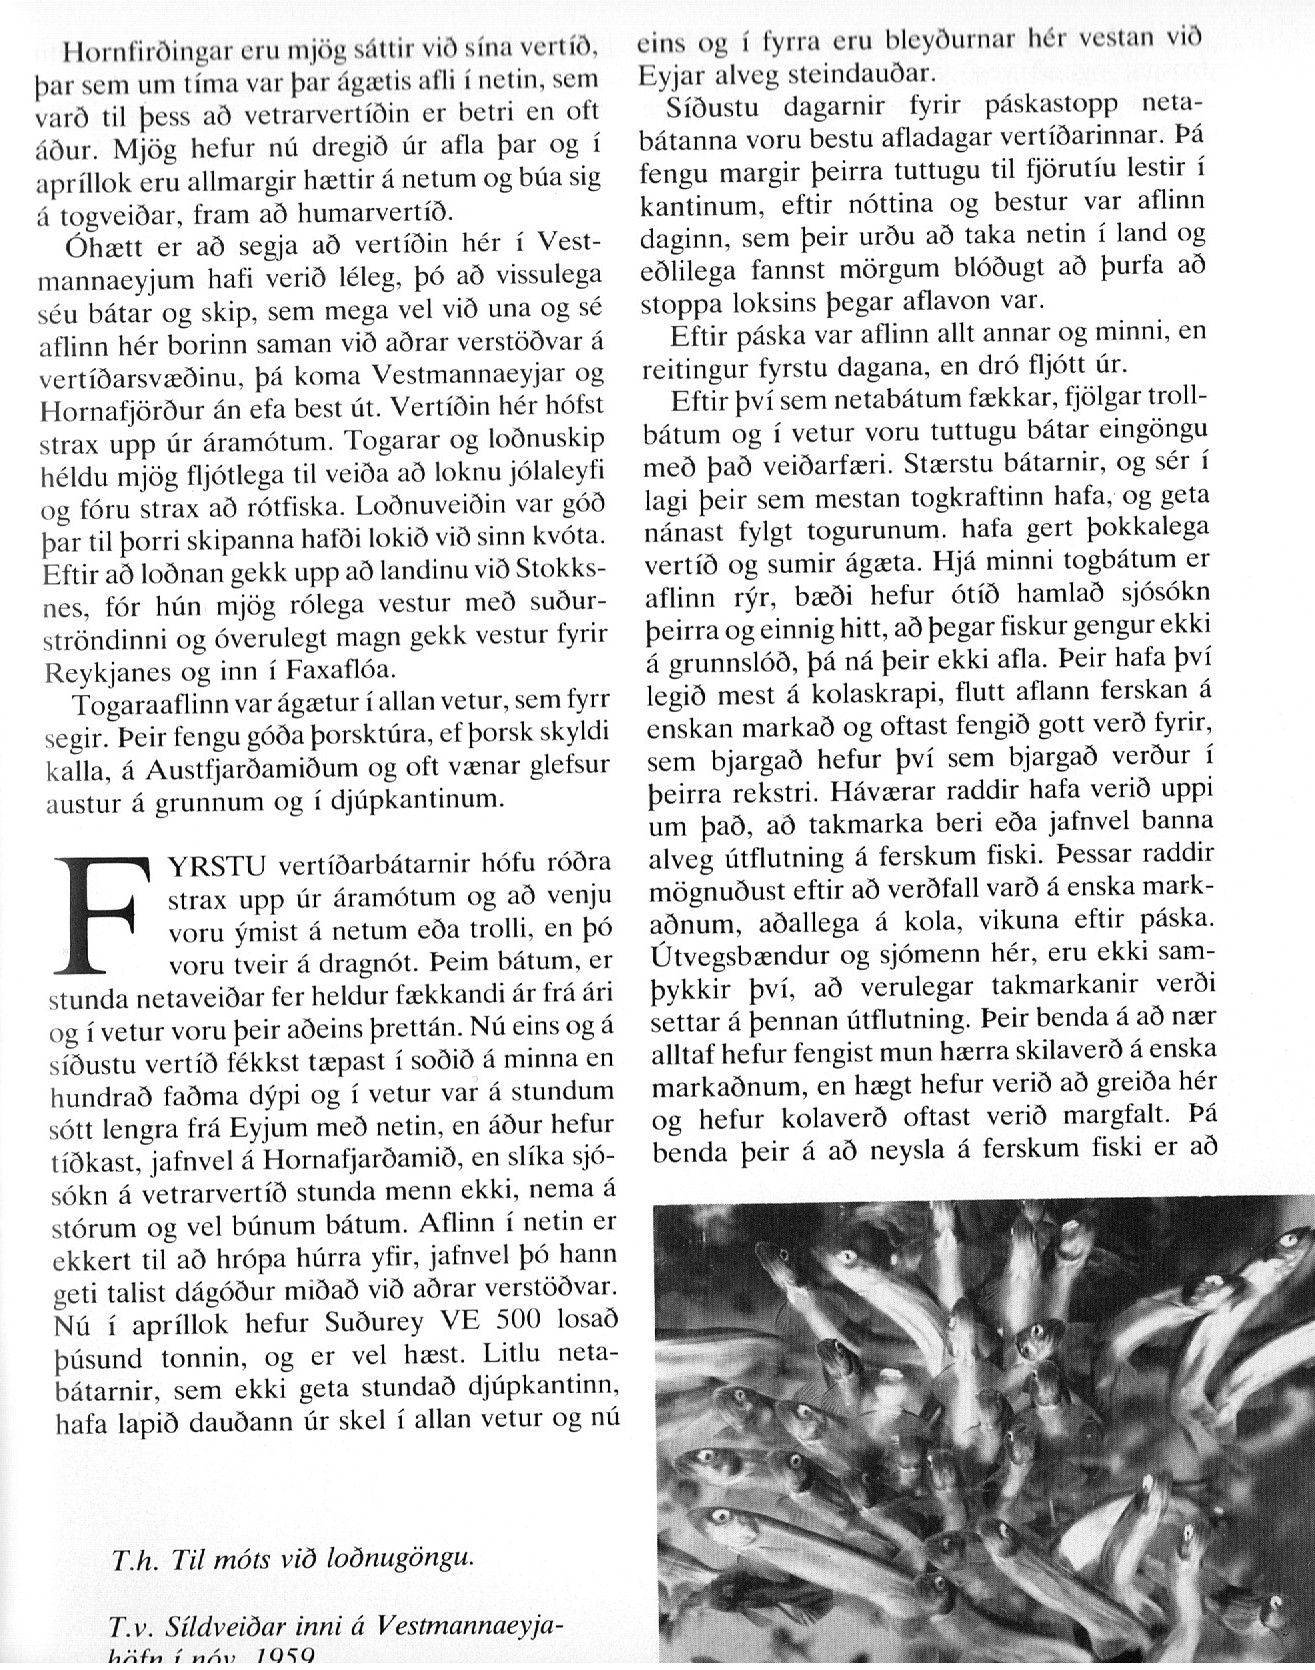 Hornfirðingar eru mjög sáttir við sína vertíð,
þar sem um tíma var þar ágætis afli í netin, sem
varð til þess að vetrarvertíðin er betri en oft
áður. Mjög hefur nú dregið úr afla þar og í
apríllok eru allmargir hættir á netum og búa sig
á togveiðar, fram að humarvertíð.
Óhætt er að segja að vertíðin hér í Vest-
mannaeyjum hafi verið léleg, þó að vissulega
séu bátar og skip, sem mega vel við una og sé
aflinn hér borinn saman við aðrar verstöðvar á
vertíðarsvæðinu, þá koma Vestmannaeyjar og
Hornafjörður án efa best út. Vertíðin hér hófst
strax upp úr áramótum. Togarar og loðnuskip
héldu mjög fljótlega til veiða að loknu jólaleyfi
og fóru strax að rótfiska. Loðnuveiðin var góð
þar til þorri skipanna hafði lokið við sinn kvóta.
Eftir að loðnan gekk upp að landinu við Stokks-
nes, fór hún mjög rólega vestur með suður-
ströndinni og óverulegt magn gekk vestur fyrir
Reykjanes og inn í Faxaflóa.
Togaraaflinn var ágætur í allan vetur, sem fyrr
segir. Þeir fengu góða þorsktúra, ef þorsk skyldi
kalla, á Austfjarðamiðum og oft vænar glefsur
austur á grunnum og í djúpkantinum.
FYRSTU vertíðarbátarnir hófu róðra
strax upp úr áramótum og að venju
voru ýmist á netum eða trolli, en þó
voru tveir á dragnót. Þeim bátum, er
stunda netaveiðar fer heldur fækkandi ár frá ári
og í vetur voru þeir aðeins þrettán. Nú eins og á
síðustu vertíð fékkst tæpast í soðið á minna en
hundrað faðma dýpi og í vetur var á stundum
sótt lengra frá Eyjum með netin, en áður hefur
tíðkast, jafnvel á Hornafjarðamið, en slíka sjó-
sókn á vetrarvertíð stunda menn ekki, nema á
stórum og vel búnum bátum. Aflinn í netin er
ekkert til að hrópa húrra yfir, jafnvel þó hann
geti talist dágóður miðað við aðrar verstöðvar.
Nú í apríllok hefur Suðurey VE 500 losað
þúsund tonnin, og er vel hæst. Litlu neta-
bátarnir, sem ekki geta stundað djúpkantinn,
hafa lapið dauðann úr skel í allan vetur og nú
T.h. Til móts við loðnugöngu.
T.v. Síldveiðar inni á Vestmannaeyja-
höfn í nóv. 1959
eins og í fyrra eru bleyðurnar hér vestan við
Eyjar alveg steindauðar.
Síðustu dagarnir fyrir páskastopp neta-
bátanna voru bestu afladagar vertíðarinnar. Þá
fengu margir þeirra tuttugu til fjörutíu lestir í
kantinum, eftir nóttina og bestur var aflinn
daginn, sem þeir urðu að taka netin í land og
eðlilega fannst mörgum blóðugt að þurfa að
stoppa loksins þegar aflavon var.
Eftir páska var aflinn allt annar og minni, en
reitingur fyrstu dagana, en dró fljótt úr.
Eftir því sem netabátum fækkar, fjölgar troll-
bátum og í vetur voru tuttugu bátar eingöngu
með það veiðarfæri. Stærstu bátarnir, og sér í
lagi þeir sem mestan togkraftinn hafa, og geta
nánast fylgt togurunum. hafa gert þokkalega
vertíð og sumir ágæta. Hjá minni togbátum er
aflinn rýr, bæði hefur ótíð hamlað sjósókn
þeirra og einnig hitt, að þegar fiskur gengur ekki
á grunnslóð, þá ná þeir ekki afla. Þeir hafa því
legið mest á kolaskrapi, flutt aflann ferskan á
enskan markað og oftast fengið gott verð fyrir,
sem bjargað hefur því sem bjargað verður í
þeirra rekstri. Háværar raddir hafa verið uppi
um það, að takmarka beri eða jafnvel banna
alveg útflutning á ferskum fiski. Þessar raddir
mögnuðust eftir að verðfall varð á enska mark-
aðnum, aðallega á kola, vikuna eftir páska.
Útvegsbændur og sjómenn hér, eru ekki sam-
þykkir því, að verulegar takmarkanir verði
settar á þennan útflutning. Þeir benda á að nær
alltaf hefur fengist mun hærra skilaverð á enska
markaðnum, en hægt hefur verið að greiða hér
og hefur kolaverð oftast verið margfalt. Þá
benda þeir á að neysla á ferskum fiski er að